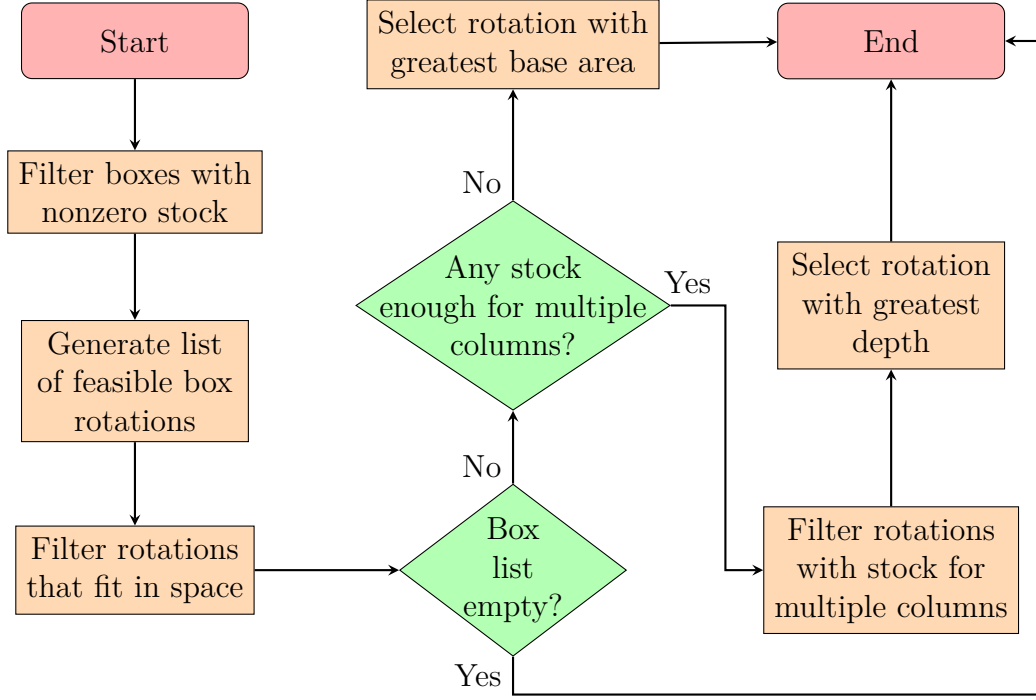 Start
Filter boxes with
nonzero stock
Generate list
of feasible box
rotations
Filter rotations
that fit in space
Box
list
empty?
Yes
No
Any stock
enough for multiple
columns?
No
Yes
Select rotation with
greatest base area
Filter rotations
with stock for
multiple columns
Select rotation
with greatest
depth
End